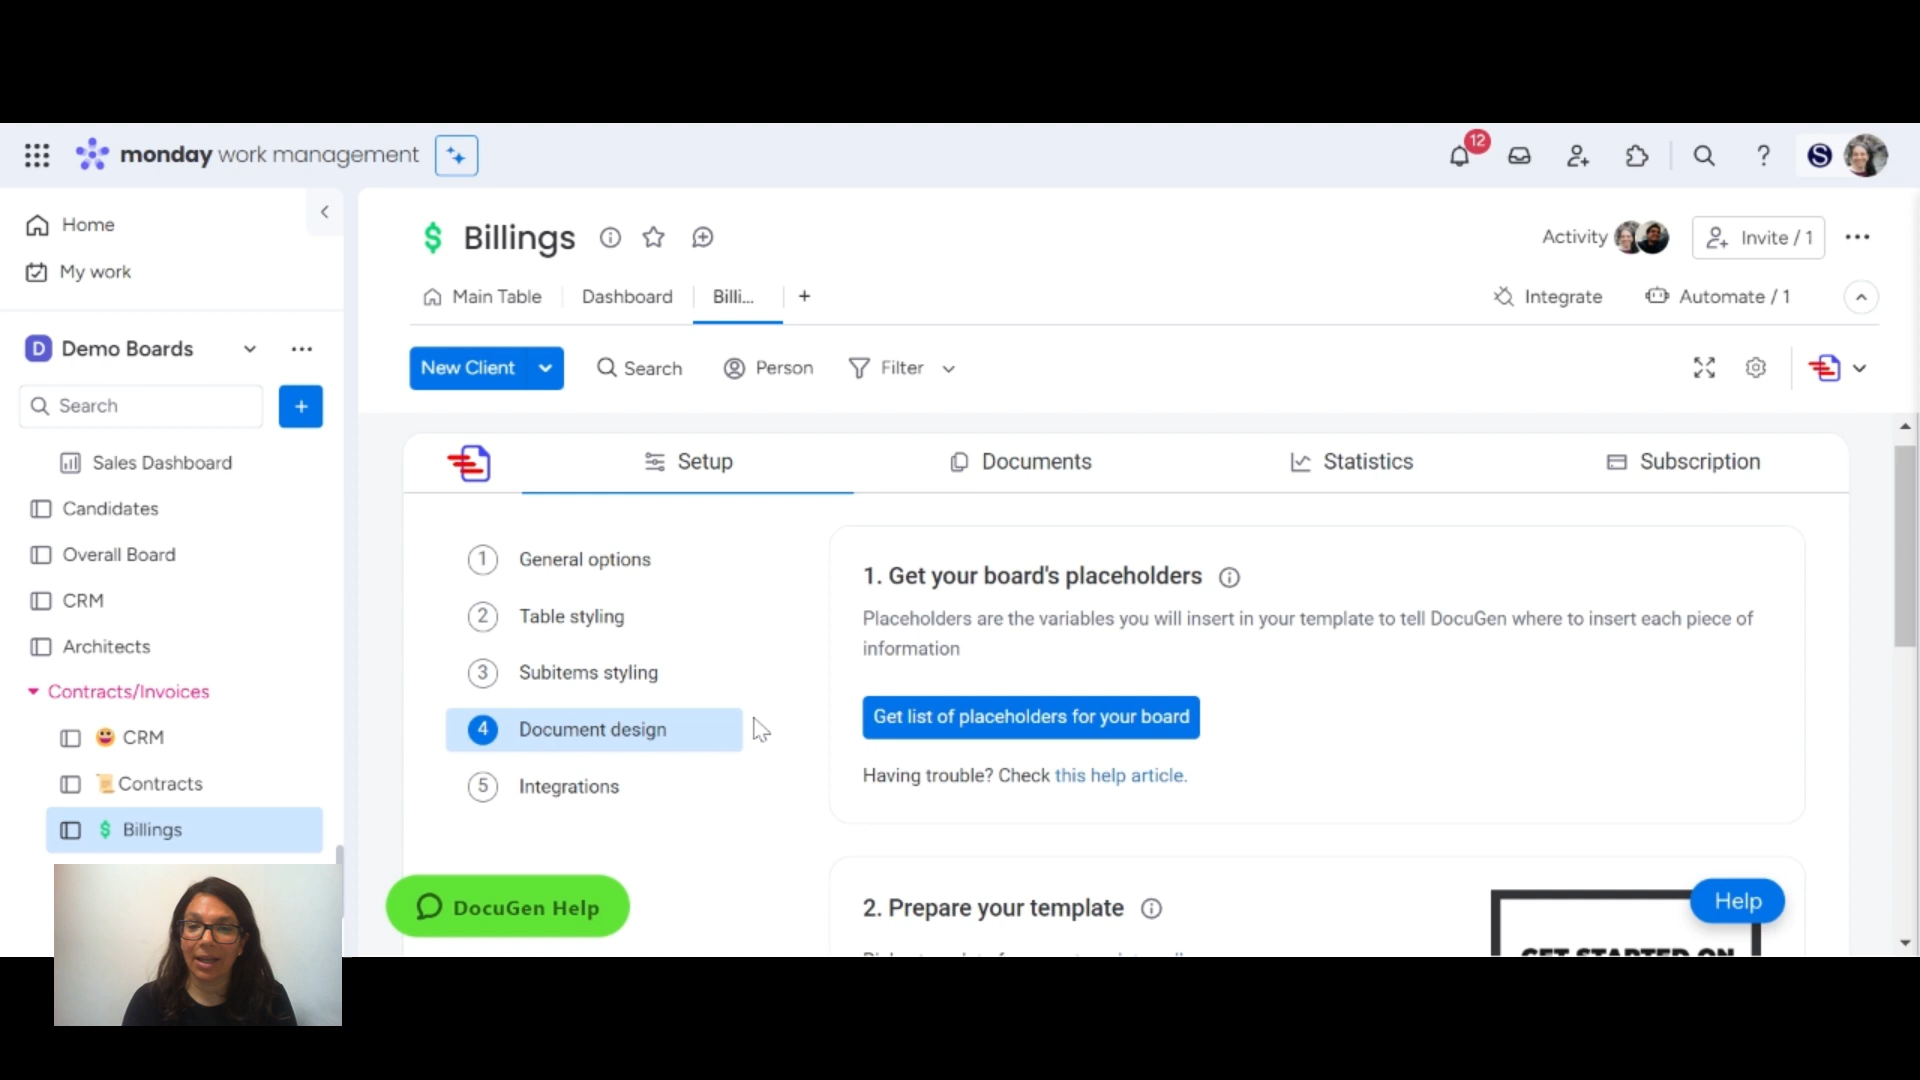 monday work management
12
Home
My work
D Demo Boards
Search
Sales Dashboard
Candidates
Overall Board
CRM
Architects
Contracts/Invoices
CRM
Contracts
$ Billings
$ Billings
Activity
Invite / 1
Main Table
Dashboard
Billi...
+
Integrate
Automate / 1
New Client
Search
Person
Filter
Setup
Documents
Statistics
Subscription
1 General options
2 Table styling
3 Subitems styling
4 Document design
5 Integrations
1. Get your board's placeholders
Placeholders are the variables you will insert in your template to tell DocuGen where to insert each piece of
information
Get list of placeholders for your board
Having trouble? Check this help article.
2. Prepare your template
GET STARTED ON
DocuGen Help
Help